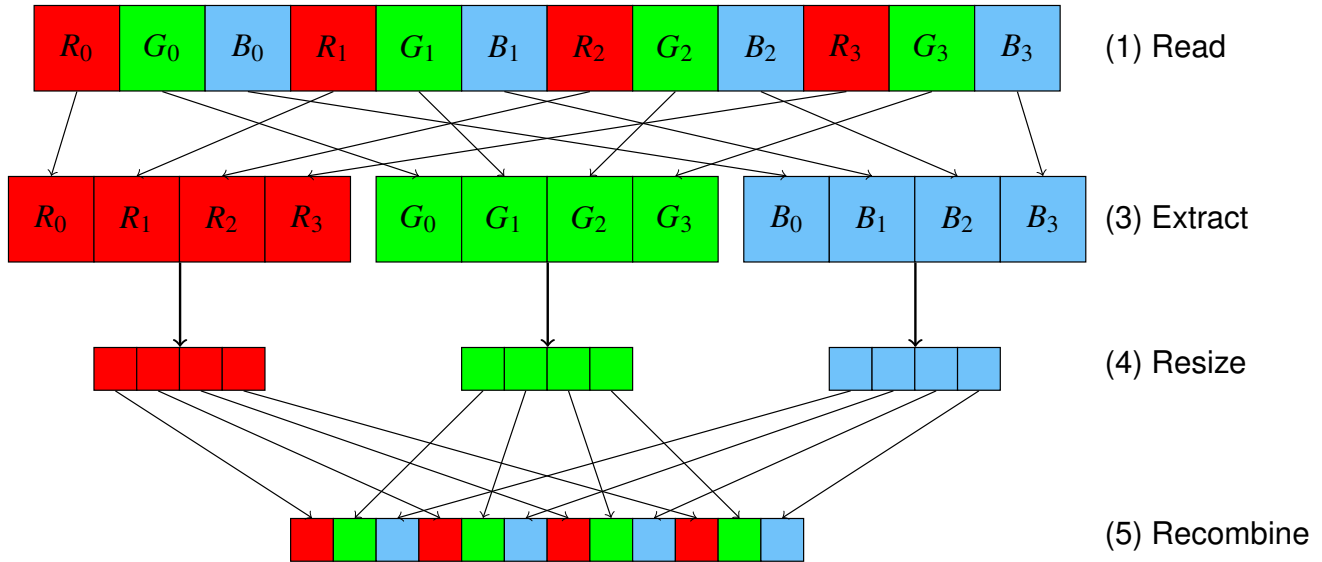 R₀ G₀ B₀ R₁ G₁ B₁ R₂ G₂ B₂ R₃ G₃ B₃ (1) Read
R₀ R₁ R₂ R₃ G₀ G₁ G₂ G₃ B₀ B₁ B₂ B₃ (3) Extract
(4) Resize
(5) Recombine